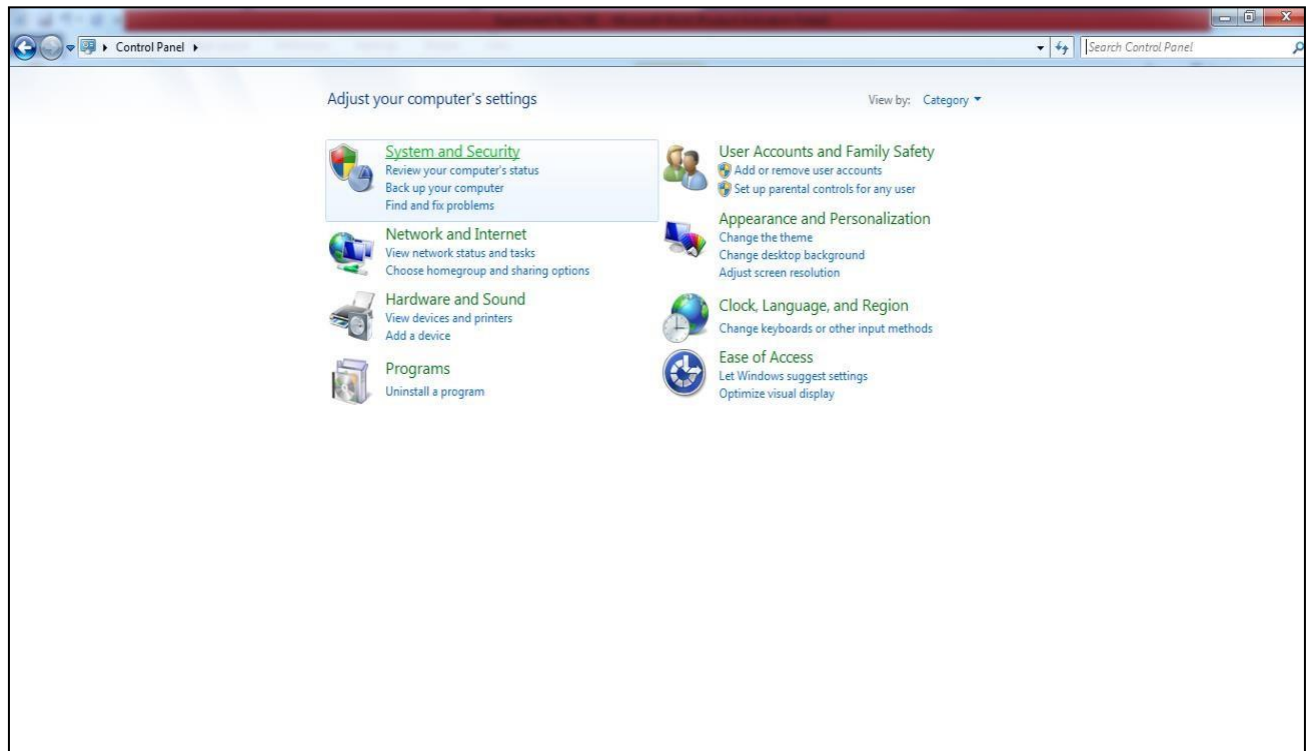 Control Panel
Search Control Panel
Adjust your computer's settings
View by: Category
System and Security
Review your computer's status
Back up your computer
Find and fix problems
Network and Internet
View network status and tasks
Choose homegroup and sharing options
Hardware and Sound
View devices and printers
Add a device
Programs
Uninstall a program
User Accounts and Family Safety
Add or remove user accounts
Set up parental controls for any user
Appearance and Personalization
Change the theme
Change desktop background
Adjust screen resolution
Clock, Language, and Region
Change keyboards or other input methods
Ease of Access
Let Windows suggest settings
Optimize visual display